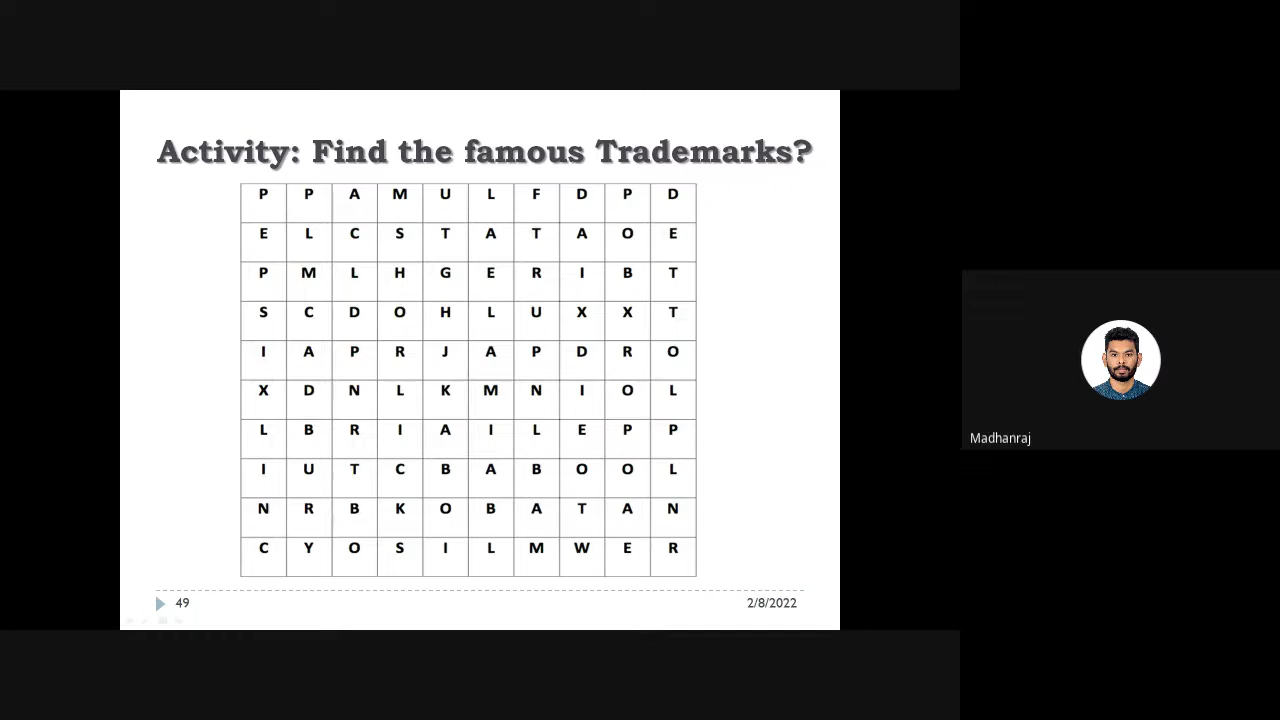 Activity: Find the famous Trademarks?
P P A M U L F D P D
E L C S T A T A O E
P M L H G E R I B T
S C D O H L U X X T
I A P R J A P D R O
X D N L K M N I O L
L B R I A I L E P P
I U T C B A B O O L
N R B K O B A T A N
C Y O S I L M W E R
49 2/8/2022
Madhanraj